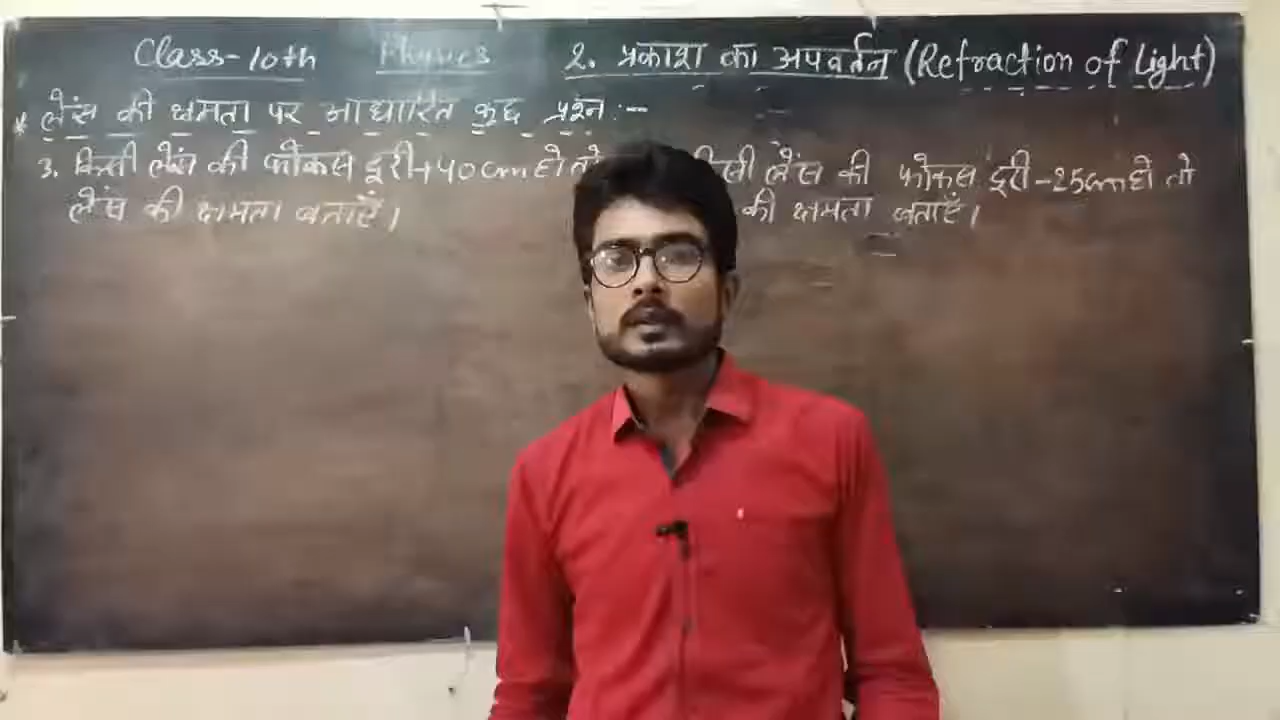 Class-10th Physics 2. प्रकाश का अपवर्तन (Refraction of Light)
* लेंस की क्षमता पर आधारित कुछ प्रश्न :-
3. किसी लेंस की फोकस दूरी +40cm हो तो
लेंस की क्षमता बताएँ।
लेंस की फोकस दूरी -25cm हो तो
की क्षमता बताएँ।